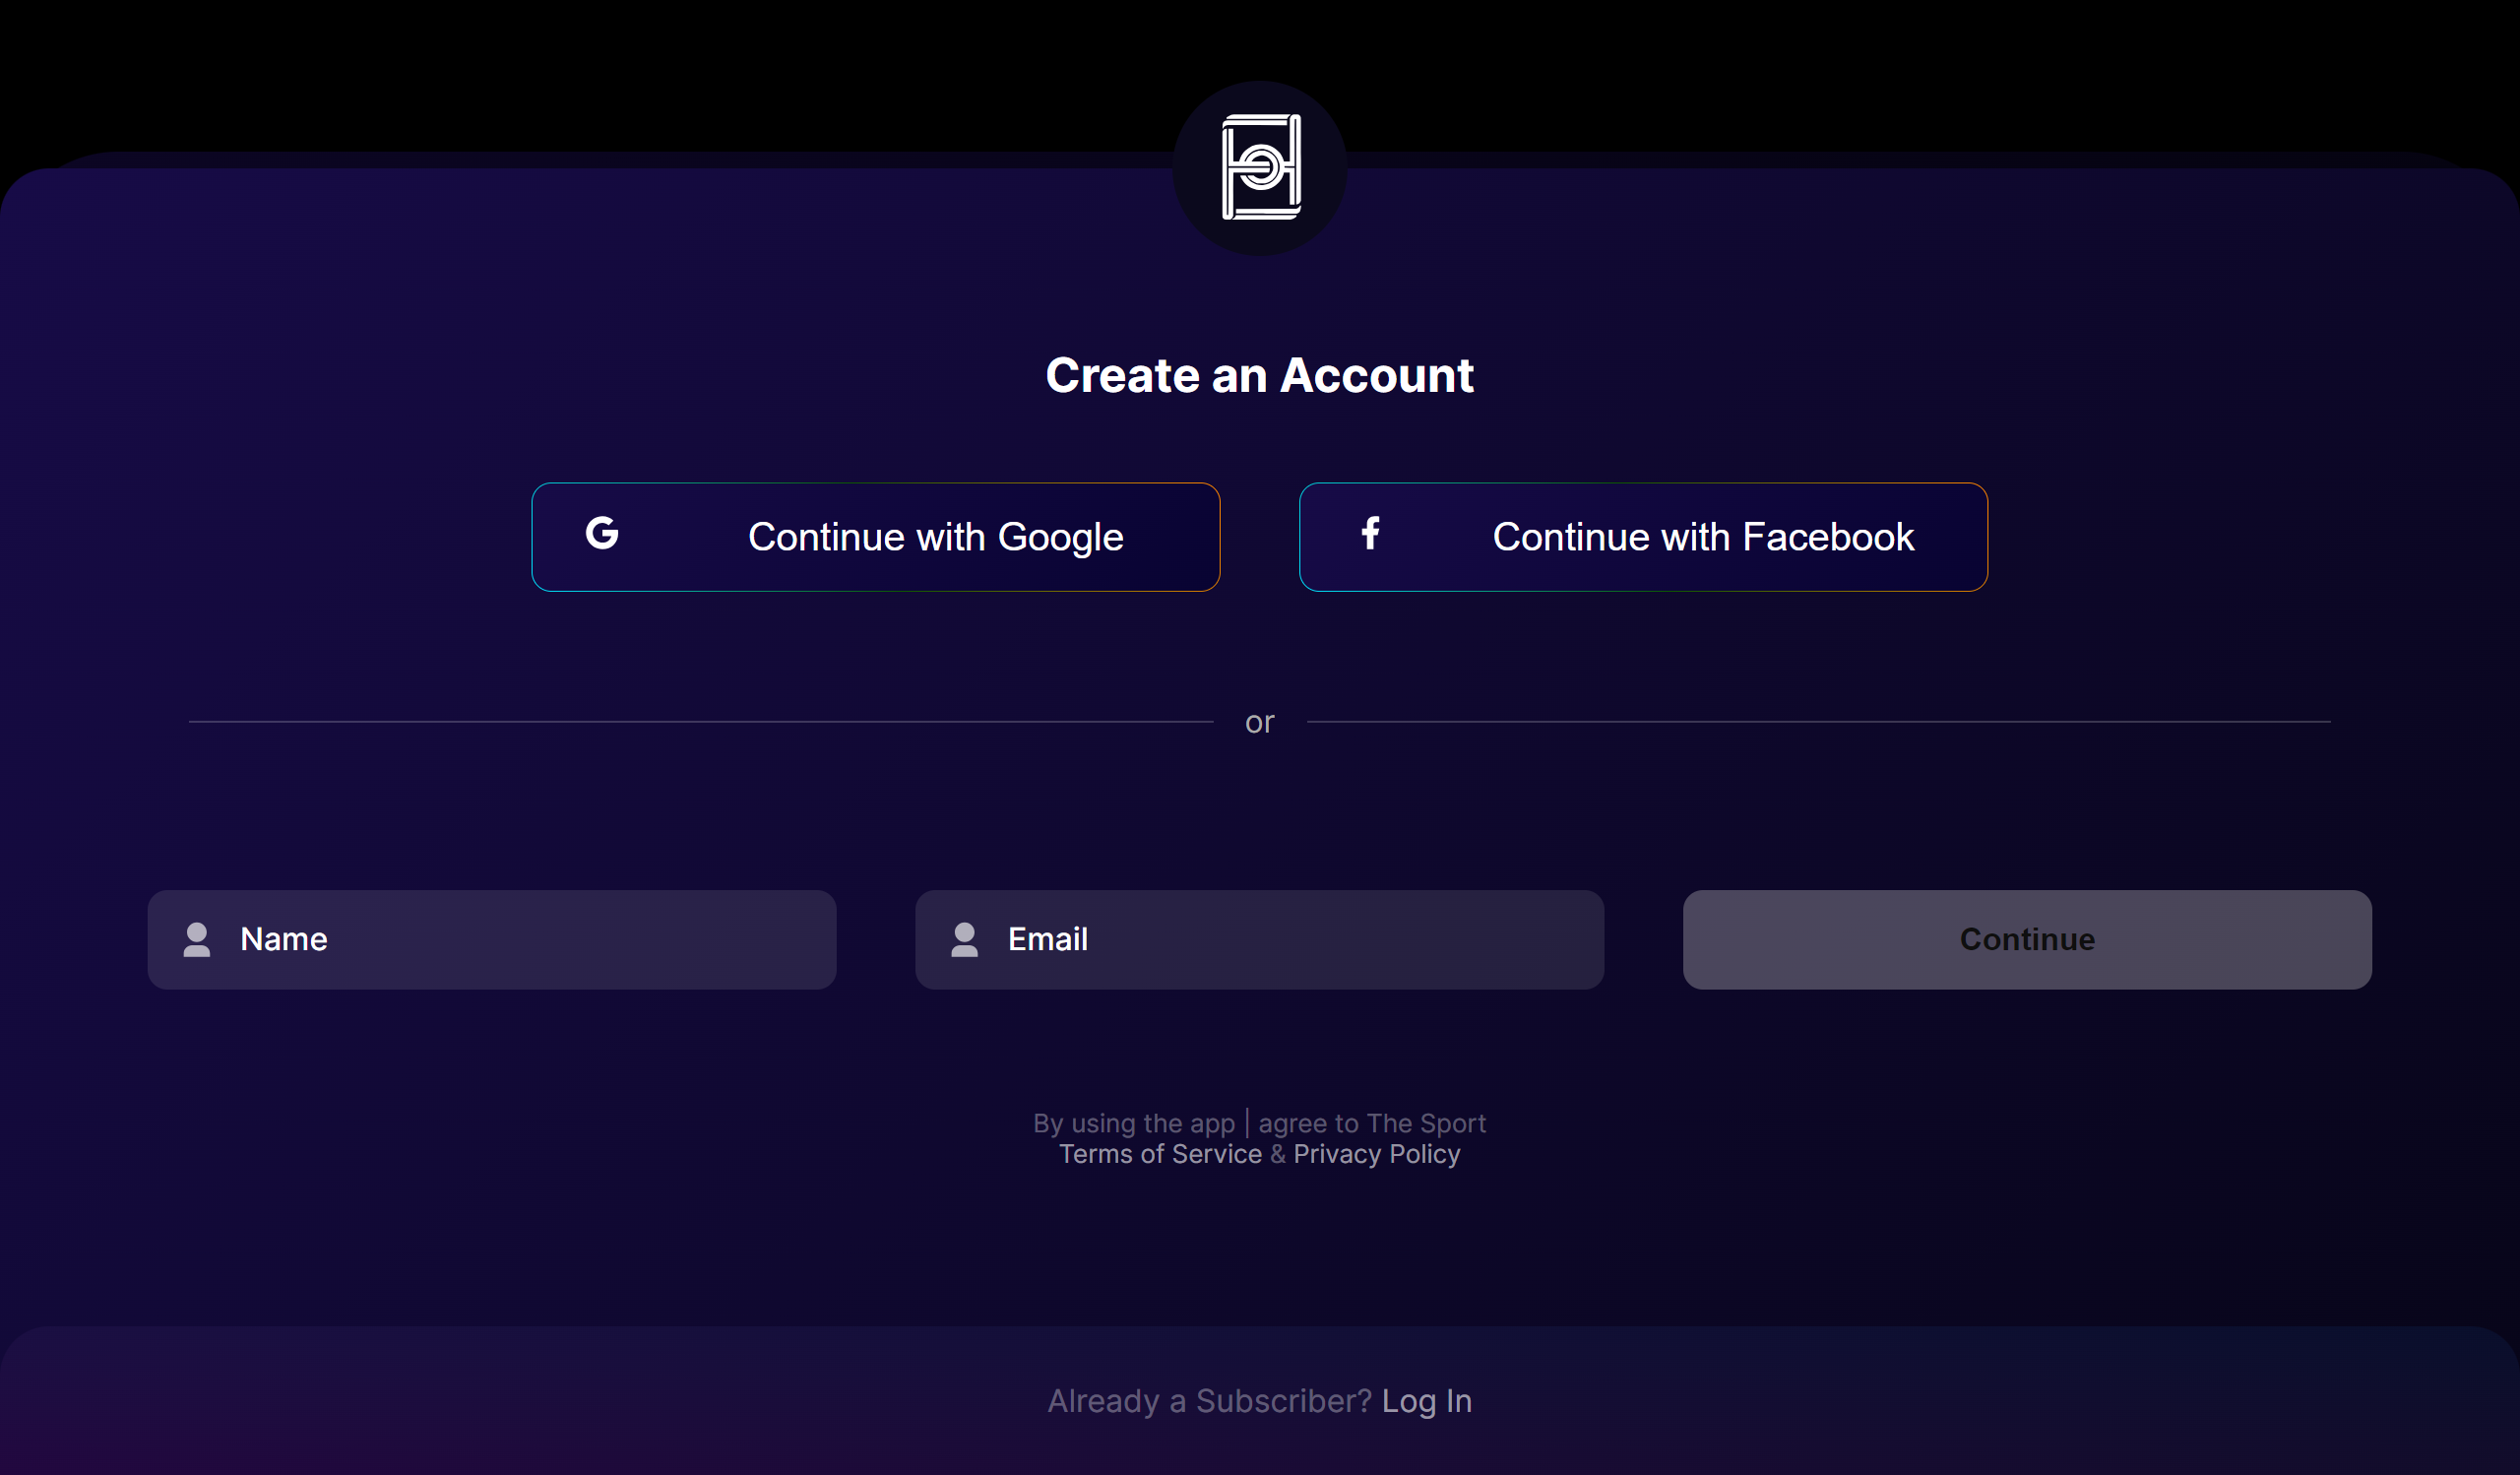 Create an Account
Continue with Google
Continue with Facebook
or
Name
Email
Continue
By using the app | agree to The Sport
Terms of Service & Privacy Policy
Already a Subscriber? Log In